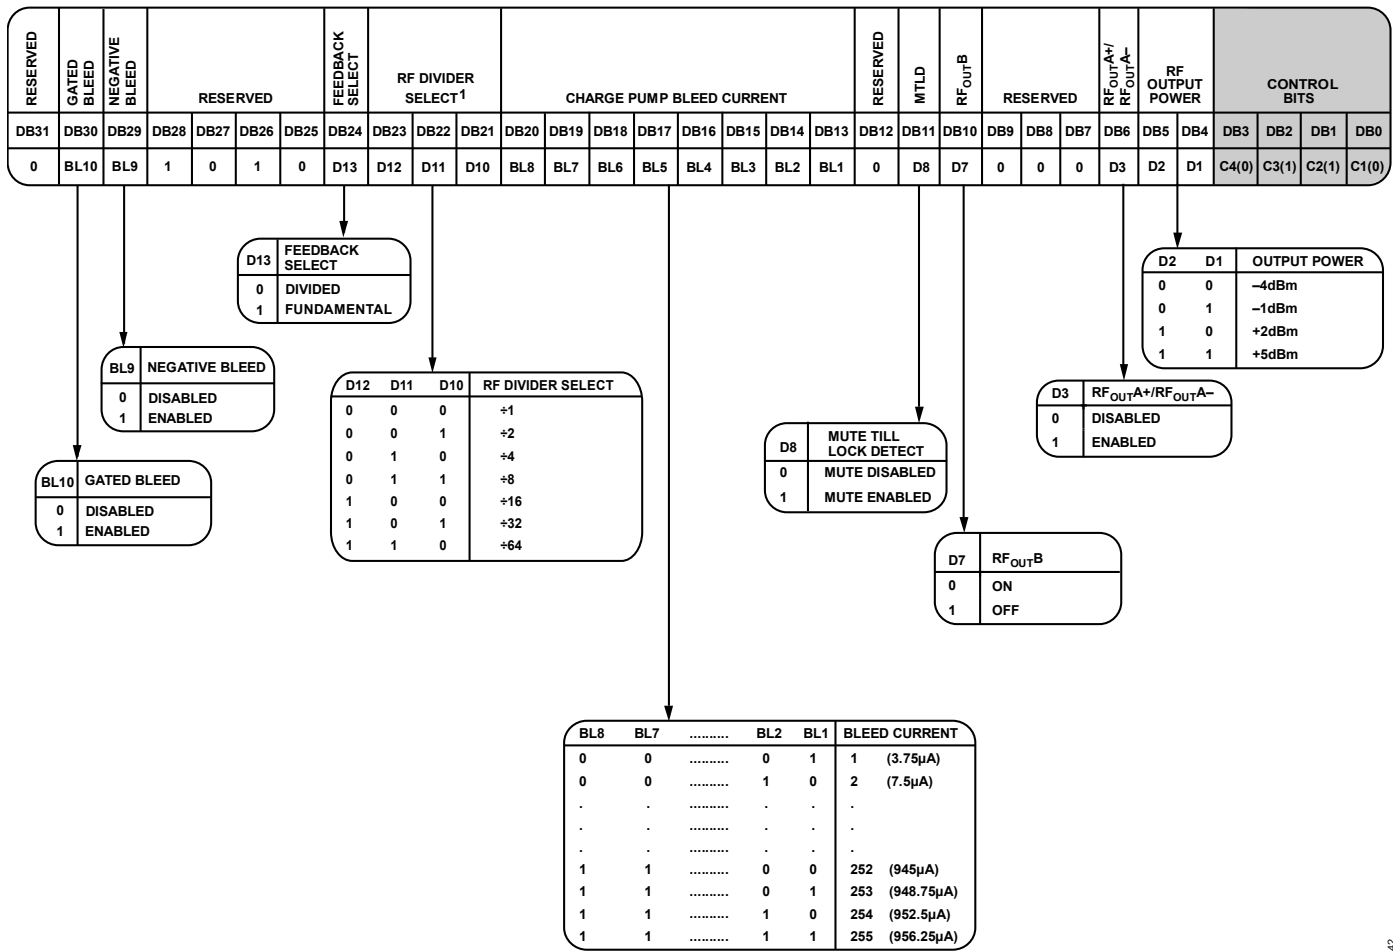 RESERVED
GATED
BLEED
NEGATIVE
BLEED
RESERVED
FEEDBACK
SELECT
RF DIVIDER
SELECT1
CHARGE PUMP BLEED CURRENT
RESERVED
MTLD
RFOUTB
RESERVED
RFOUTA+/
RFOUTA–
RF
OUTPUT
POWER
CONTROL
BITS
DB31 DB30 DB29 DB28 DB27 DB26 DB25 DB24 DB23 DB22 DB21 DB20 DB19 DB18 DB17 DB16 DB15 DB14 DB13 DB12 DB11 DB10 DB9 DB8 DB7 DB6 DB5 DB4 DB3 DB2 DB1 DB0
0 BL10 BL9 1 0 1 0 D13 D12 D11 D10 BL8 BL7 BL6 BL5 BL4 BL3 BL2 BL1 0 D8 D7 0 0 0 D3 D2 D1 C4(0) C3(1) C2(1) C1(0)
D13 FEEDBACK
SELECT
0 DIVIDED
1 FUNDAMENTAL
D2 D1 OUTPUT POWER
0 0 –4dBm
0 1 –1dBm
1 0 +2dBm
1 1 +5dBm
BL9 NEGATIVE BLEED
0 DISABLED
1 ENABLED
D12 D11 D10 RF DIVIDER SELECT
0 0 0 ÷1
0 0 1 ÷2
0 1 0 ÷4
0 1 1 ÷8
1 0 0 ÷16
1 0 1 ÷32
1 1 0 ÷64
D3 RFOUTA+/RFOUTA–
0 DISABLED
1 ENABLED
D8 MUTE TILL
LOCK DETECT
0 MUTE DISABLED
1 MUTE ENABLED
BL10 GATED BLEED
0 DISABLED
1 ENABLED
D7 RFOUTB
0 ON
1 OFF
BL8 BL7 .......... BL2 BL1 BLEED CURRENT
0 0 .......... 0 1 1 (3.75µA)
0 0 .......... 1 0 2 (7.5µA)
. . .......... . . .
. . .......... . . .
. . .......... . . .
1 1 .......... 0 0 252 (945µA)
1 1 .......... 0 1 253 (948.75µA)
1 1 .......... 1 0 254 (952.5µA)
1 1 .......... 1 1 255 (956.25µA)